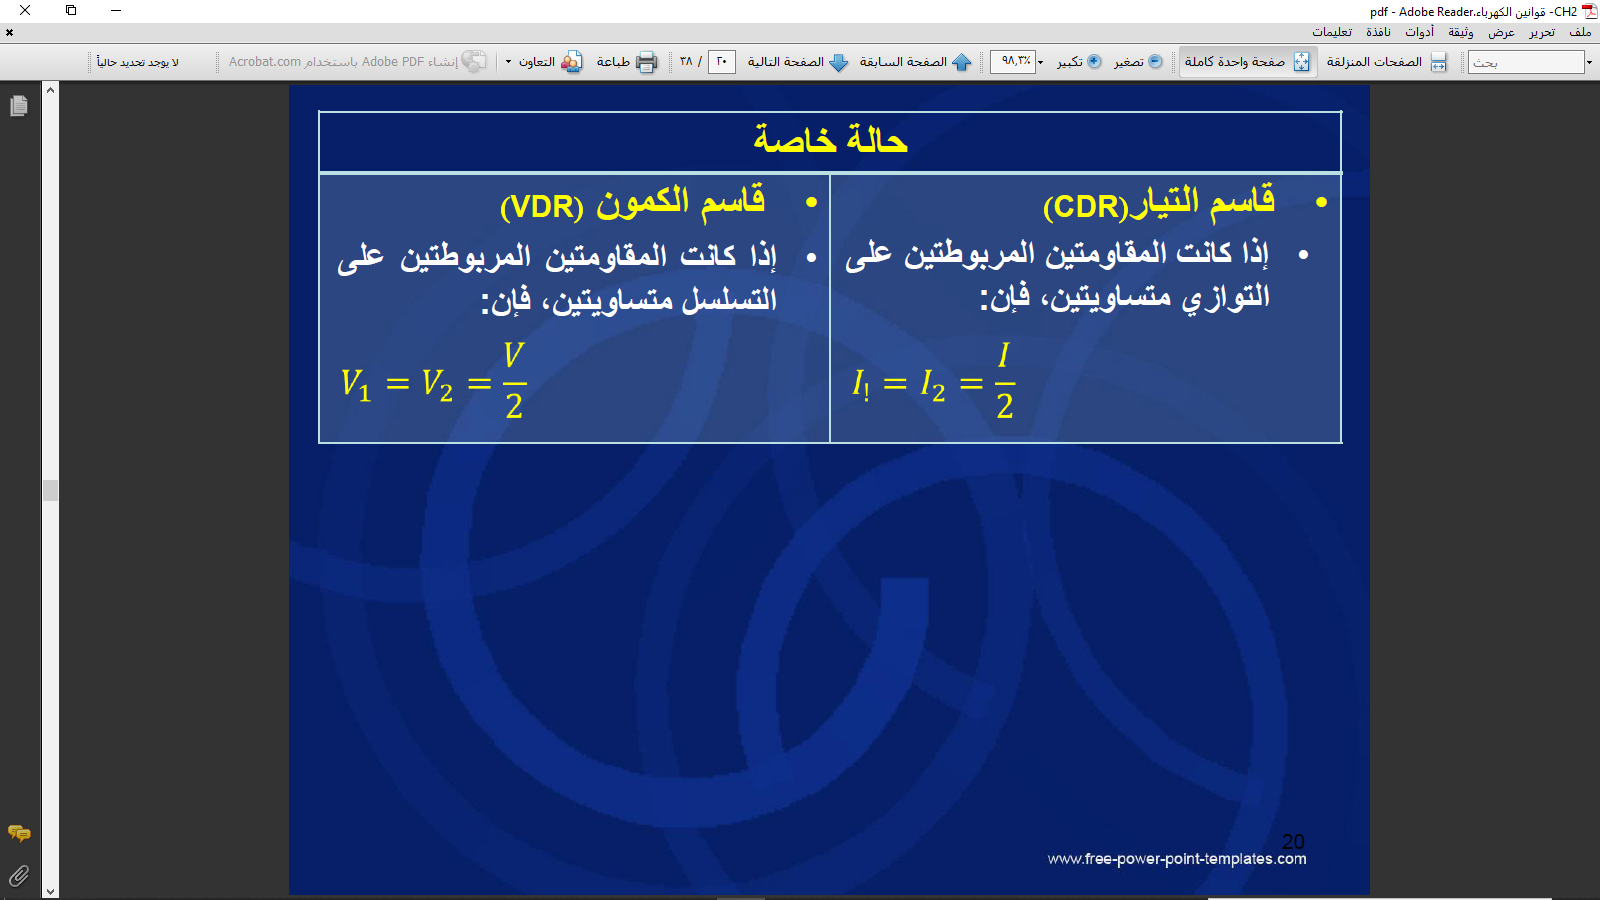 CH2- قوانين الكهرباء.pdf - Adobe Reader
ملف تحرير عرض وثيقة أدوات نافذة تعليمات
بحث الصفحات المنزلقة صفحة واحدة كاملة تصغير تكبير ٩٨,٣% الصفحة السابقة الصفحة التالية ٢٠ / ٣٨ طباعة التعاون إنشاء Adobe PDF باستخدام Acrobat.com لا يوجد تحديد حالياً
حالة خاصة
• قاسم التيار(CDR)
• إذا كانت المقاومتين المربوطتين على
التوازي متساويتين، فإن:
I! = I2 = I/2
• قاسم الكمون (VDR)
• إذا كانت المقاومتين المربوطتين على
التسلسل متساويتين، فإن:
V1 = V2 = V/2
20
www.free-power-point-templates.com